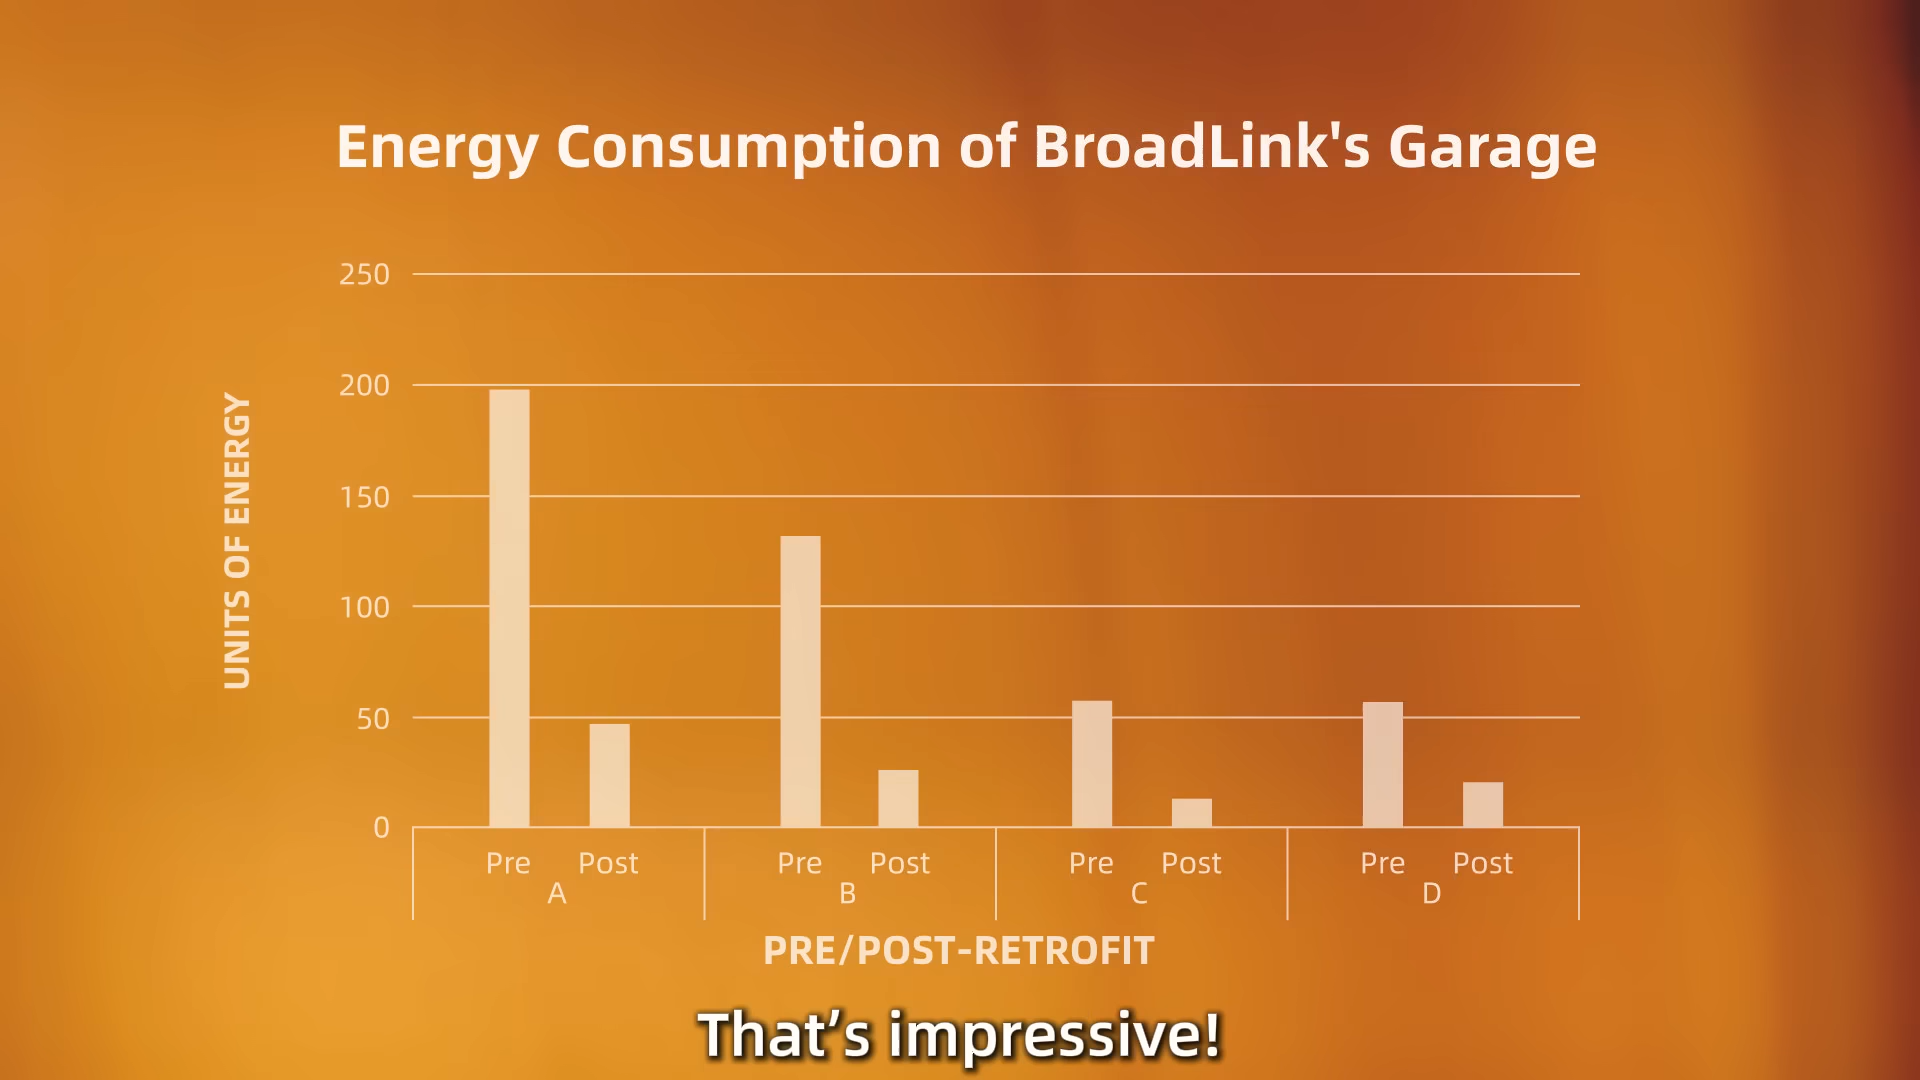 Energy Consumption of BroadLink's Garage
250
200
150
100
50
0
UNITS OF ENERGY
Pre Post Pre Post Pre Post Pre Post
A B C D
PRE/POST-RETROFIT
That’s impressive!